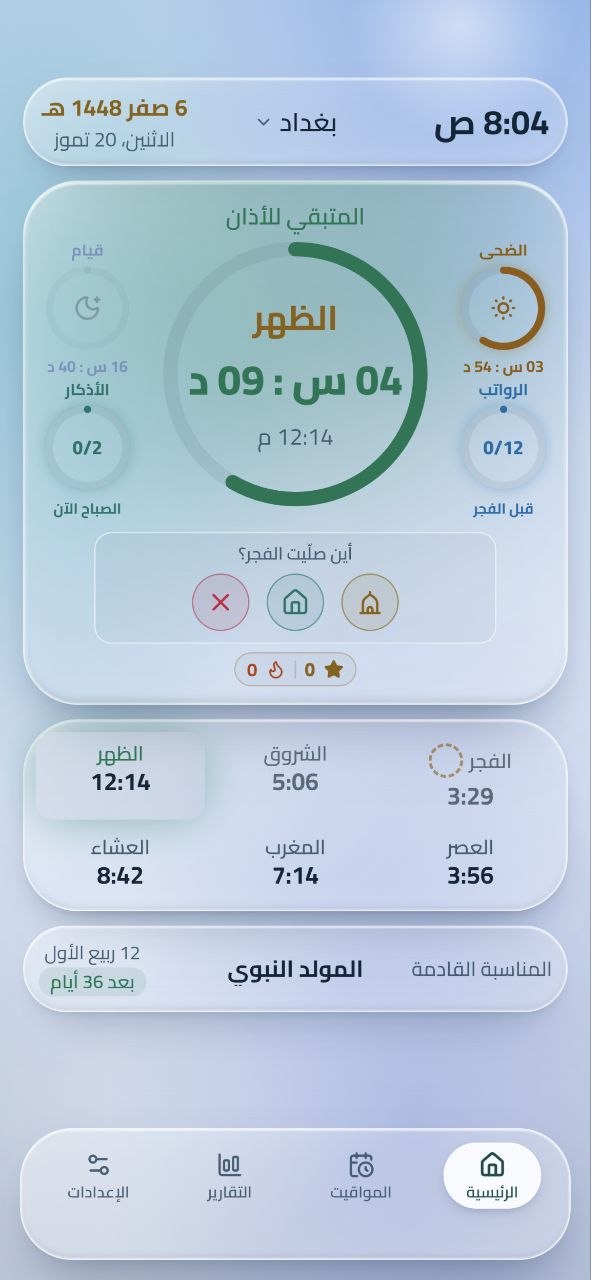 8:04 ص
بغداد
6 صفر 1448 هـ
الاثنين، 20 تموز
المتبقي للأذان
الضحى
03 س : 54 د
الرواتب
0/12
قبل الفجر
الظهر
04 س : 09 د
12:14 م
قيام
16 س : 40 د
الأذكار
0/2
الصباح الآن
أين صلّيت الفجر؟
0 | 0
الفجر
3:29
الشروق
5:06
الظهر
12:14
العصر
3:56
المغرب
7:14
العشاء
8:42
المناسبة القادمة
المولد النبوي
12 ربيع الأول
بعد 36 أيام
الرئيسية
المواقيت
التقارير
الإعدادات